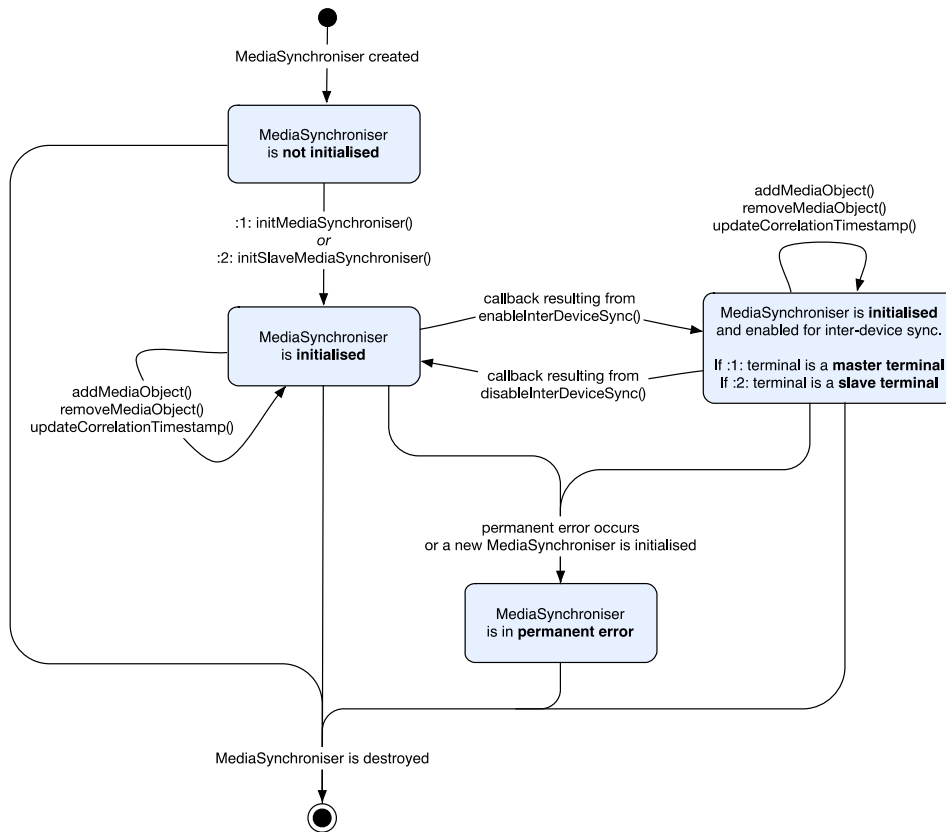 MediaSynchroniser created
MediaSynchroniser
is not initialised
:1: initMediaSynchroniser()
or
:2: initSlaveMediaSynchroniser()
addMediaObject()
removeMediaObject()
updateCorrelationTimestamp()
callback resulting from
enableInterDeviceSync()
MediaSynchroniser
is initialised
MediaSynchroniser is initialised
and enabled for inter-device sync.
If :1: terminal is a master terminal
If :2: terminal is a slave terminal
callback resulting from
disableInterDeviceSync()
addMediaObject()
removeMediaObject()
updateCorrelationTimestamp()
permanent error occurs
or a new MediaSynchroniser is initialised
MediaSynchroniser
is in permanent error
MediaSynchroniser is destroyed